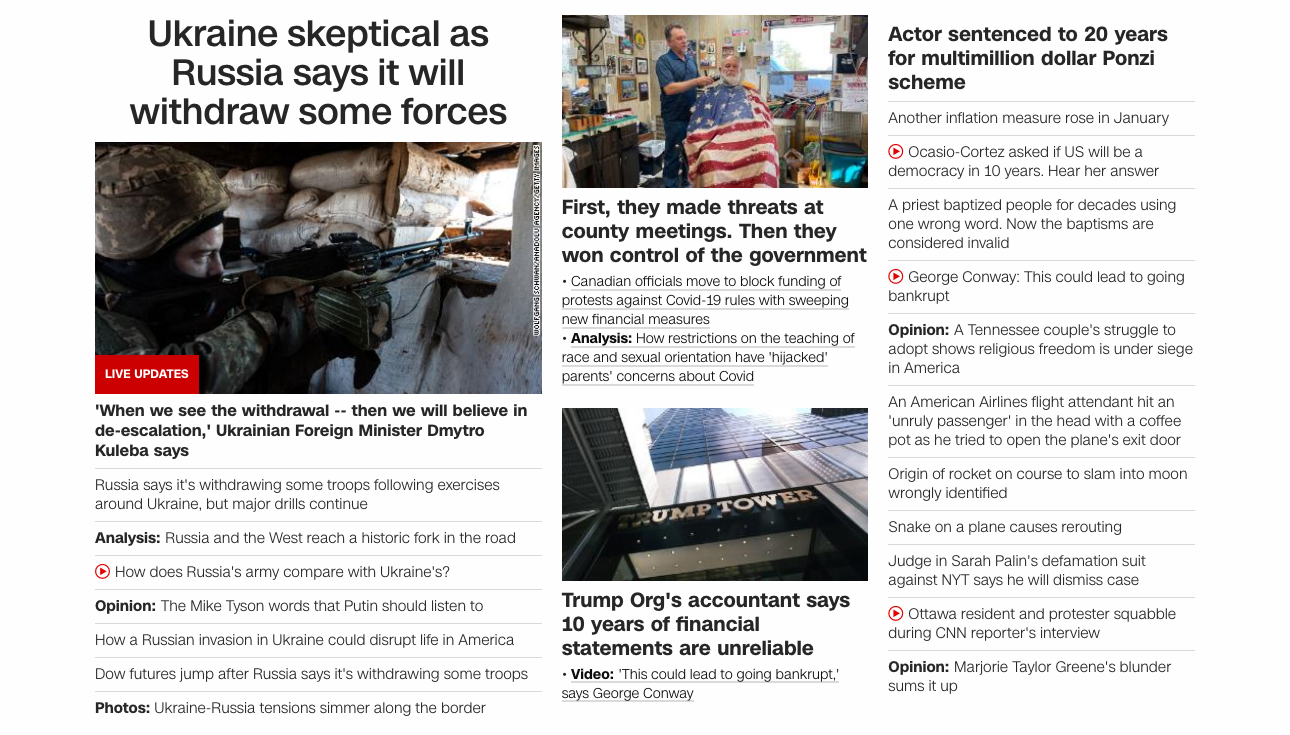 Ukraine skeptical as
Russia says it will
withdraw some forces
WOLFGANG SCHWAN/ANADOLU AGENCY/GETTY IMAGES
LIVE UPDATES
'When we see the withdrawal -- then we will believe in
de-escalation,' Ukrainian Foreign Minister Dmytro
Kuleba says
Russia says it's withdrawing some troops following exercises
around Ukraine, but major drills continue
Analysis: Russia and the West reach a historic fork in the road
How does Russia's army compare with Ukraine's?
Opinion: The Mike Tyson words that Putin should listen to
How a Russian invasion in Ukraine could disrupt life in America
Dow futures jump after Russia says it's withdrawing some troops
Photos: Ukraine-Russia tensions simmer along the border
First, they made threats at
county meetings. Then they
won control of the government
• Canadian officials move to block funding of
protests against Covid-19 rules with sweeping
new financial measures
• Analysis: How restrictions on the teaching of
race and sexual orientation have 'hijacked'
parents' concerns about Covid
TRUMP TOWER
Trump Org's accountant says
10 years of financial
statements are unreliable
• Video: 'This could lead to going bankrupt,'
says George Conway
Actor sentenced to 20 years
for multimillion dollar Ponzi
scheme
Another inflation measure rose in January
Ocasio-Cortez asked if US will be a
democracy in 10 years. Hear her answer
A priest baptized people for decades using
one wrong word. Now the baptisms are
considered invalid
George Conway: This could lead to going
bankrupt
Opinion: A Tennessee couple's struggle to
adopt shows religious freedom is under siege
in America
An American Airlines flight attendant hit an
'unruly passenger' in the head with a coffee
pot as he tried to open the plane's exit door
Origin of rocket on course to slam into moon
wrongly identified
Snake on a plane causes rerouting
Judge in Sarah Palin's defamation suit
against NYT says he will dismiss case
Ottawa resident and protester squabble
during CNN reporter's interview
Opinion: Marjorie Taylor Greene's blunder
sums it up